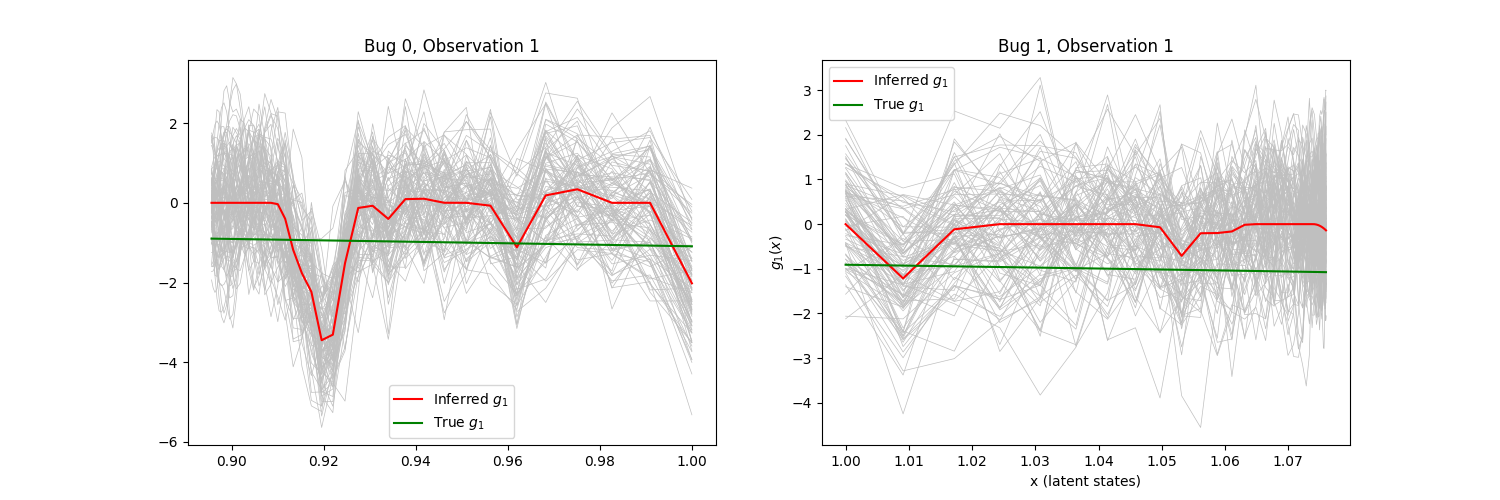 Bug 0, Observation 1
2
0
−2
−4
−6
Inferred g₁
True g₁
0.90 0.92 0.94 0.96 0.98 1.00
Bug 1, Observation 1
Inferred g₁
True g₁
g₁(x)
3
2
1
0
−1
−2
−3
−4
1.00 1.01 1.02 1.03 1.04 1.05 1.06 1.07
x (latent states)